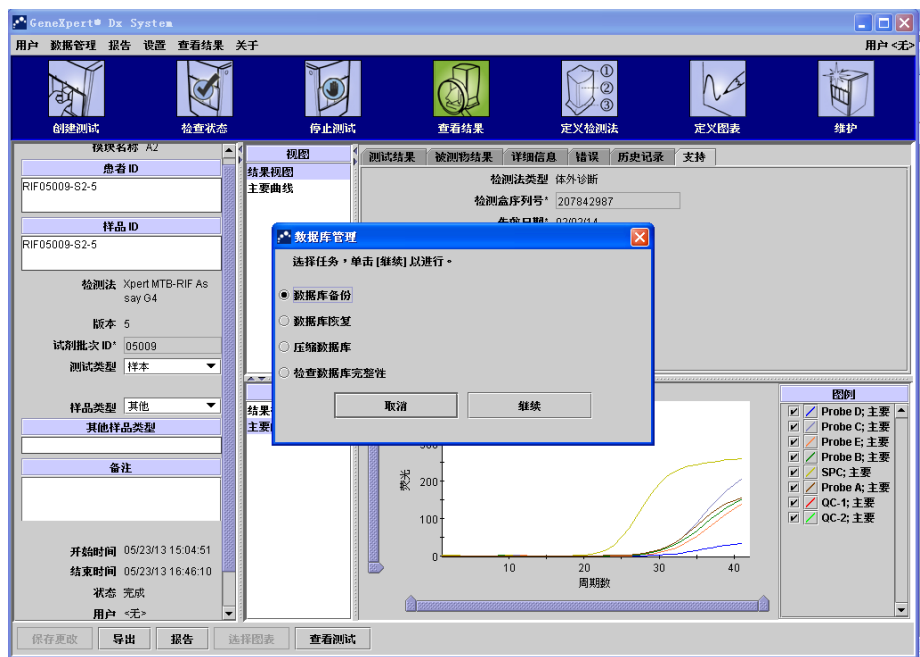 GeneXpert® Dx System
用户 数据管理 报告 设置 查看结果 关于 用户 <无>
创建测试 检查状态 停止测试 查看结果 定义检测法 定义图表 维护
模块名称 A2
患者 ID
RIF05009-S2-5
样品 ID
RIF05009-S2-5
检测法 Xpert MTB-RIF As
say G4
版本 5
试剂批次 ID* 05009
测试类型 样本
样品类型 其他
其他样品类型
备注
开始时间 05/23/13 15:04:51
结束时间 05/23/13 16:46:10
状态 完成
用户 <无>
视图
结果视图
主要曲线
测试结果 被测物结果 详细信息 错误 历史记录 支持
检测法类型 体外诊断
检测盒序列号* 207842987
失效日期* 02/02/14
数据库管理
选择任务，单击 [继续] 以进行。
数据库备份
数据库恢复
压缩数据库
检查数据库完整性
取消 继续
结果
主要
荧光
300
200
100
0
10 20 30 40
周期数
图例
Probe D; 主要
Probe C; 主要
Probe E; 主要
Probe B; 主要
SPC; 主要
Probe A; 主要
QC-1; 主要
QC-2; 主要
保存更改 导出 报告 选择图表 查看测试